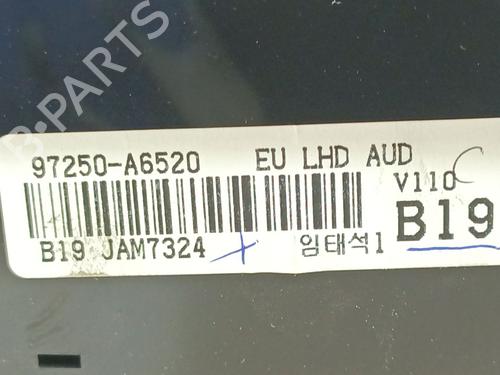 B-PARTS
97250-A6520 EU LHD AUD
V110 C
B19 JAM7324 임태석1 B19